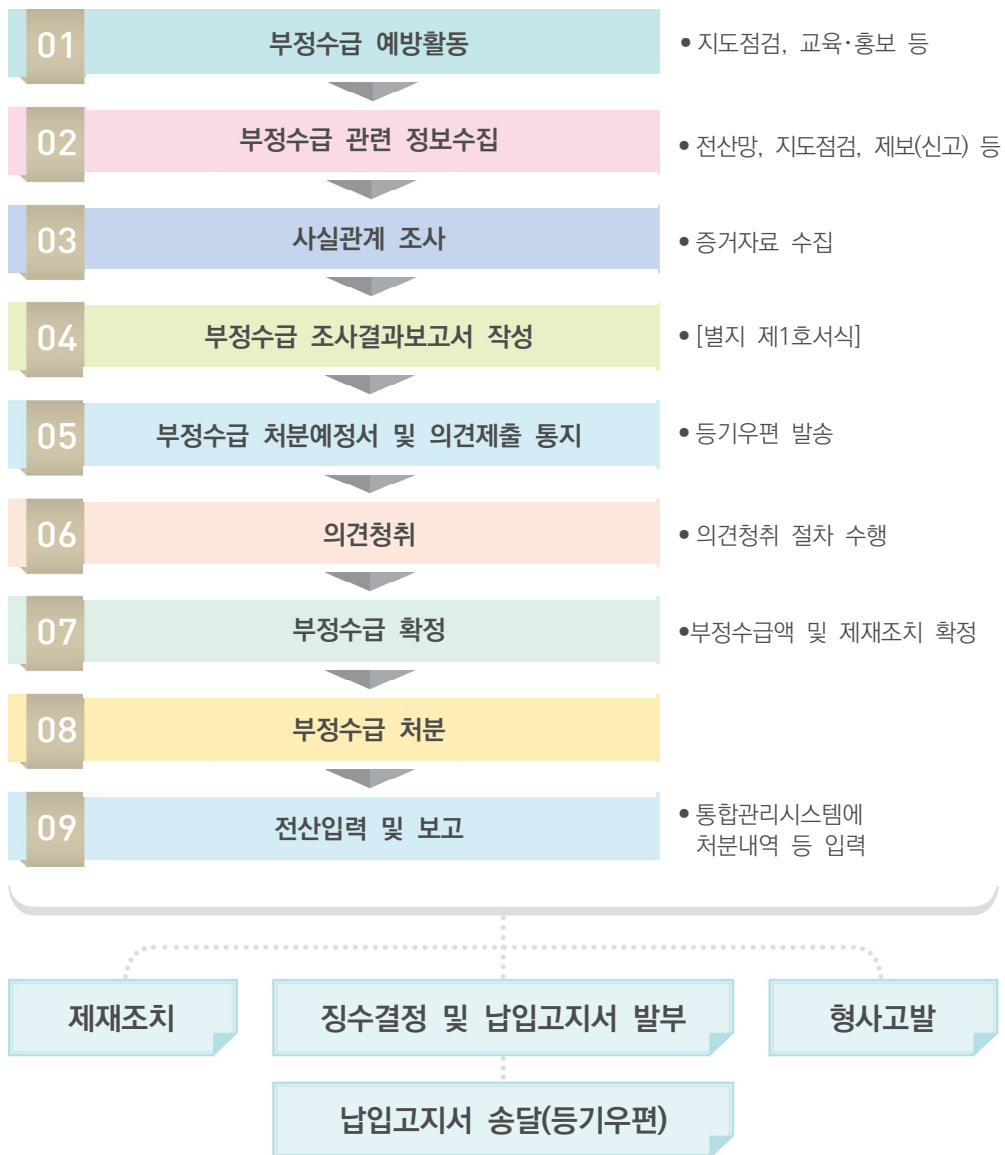 01 부정수급 예방활동 • 지도점검, 교육·홍보 등
02 부정수급 관련 정보수집 • 전산망, 지도점검, 제보(신고) 등
03 사실관계 조사 • 증거자료 수집
04 부정수급 조사결과보고서 작성 • [별지 제1호서식]
05 부정수급 처분예정서 및 의견제출 통지 • 등기우편 발송
06 의견청취 • 의견청취 절차 수행
07 부정수급 확정 •부정수급액 및 제재조치 확정
08 부정수급 처분
09 전산입력 및 보고 • 통합관리시스템에
처분내역 등 입력
제재조치
징수결정 및 납입고지서 발부
형사고발
납입고지서 송달(등기우편)